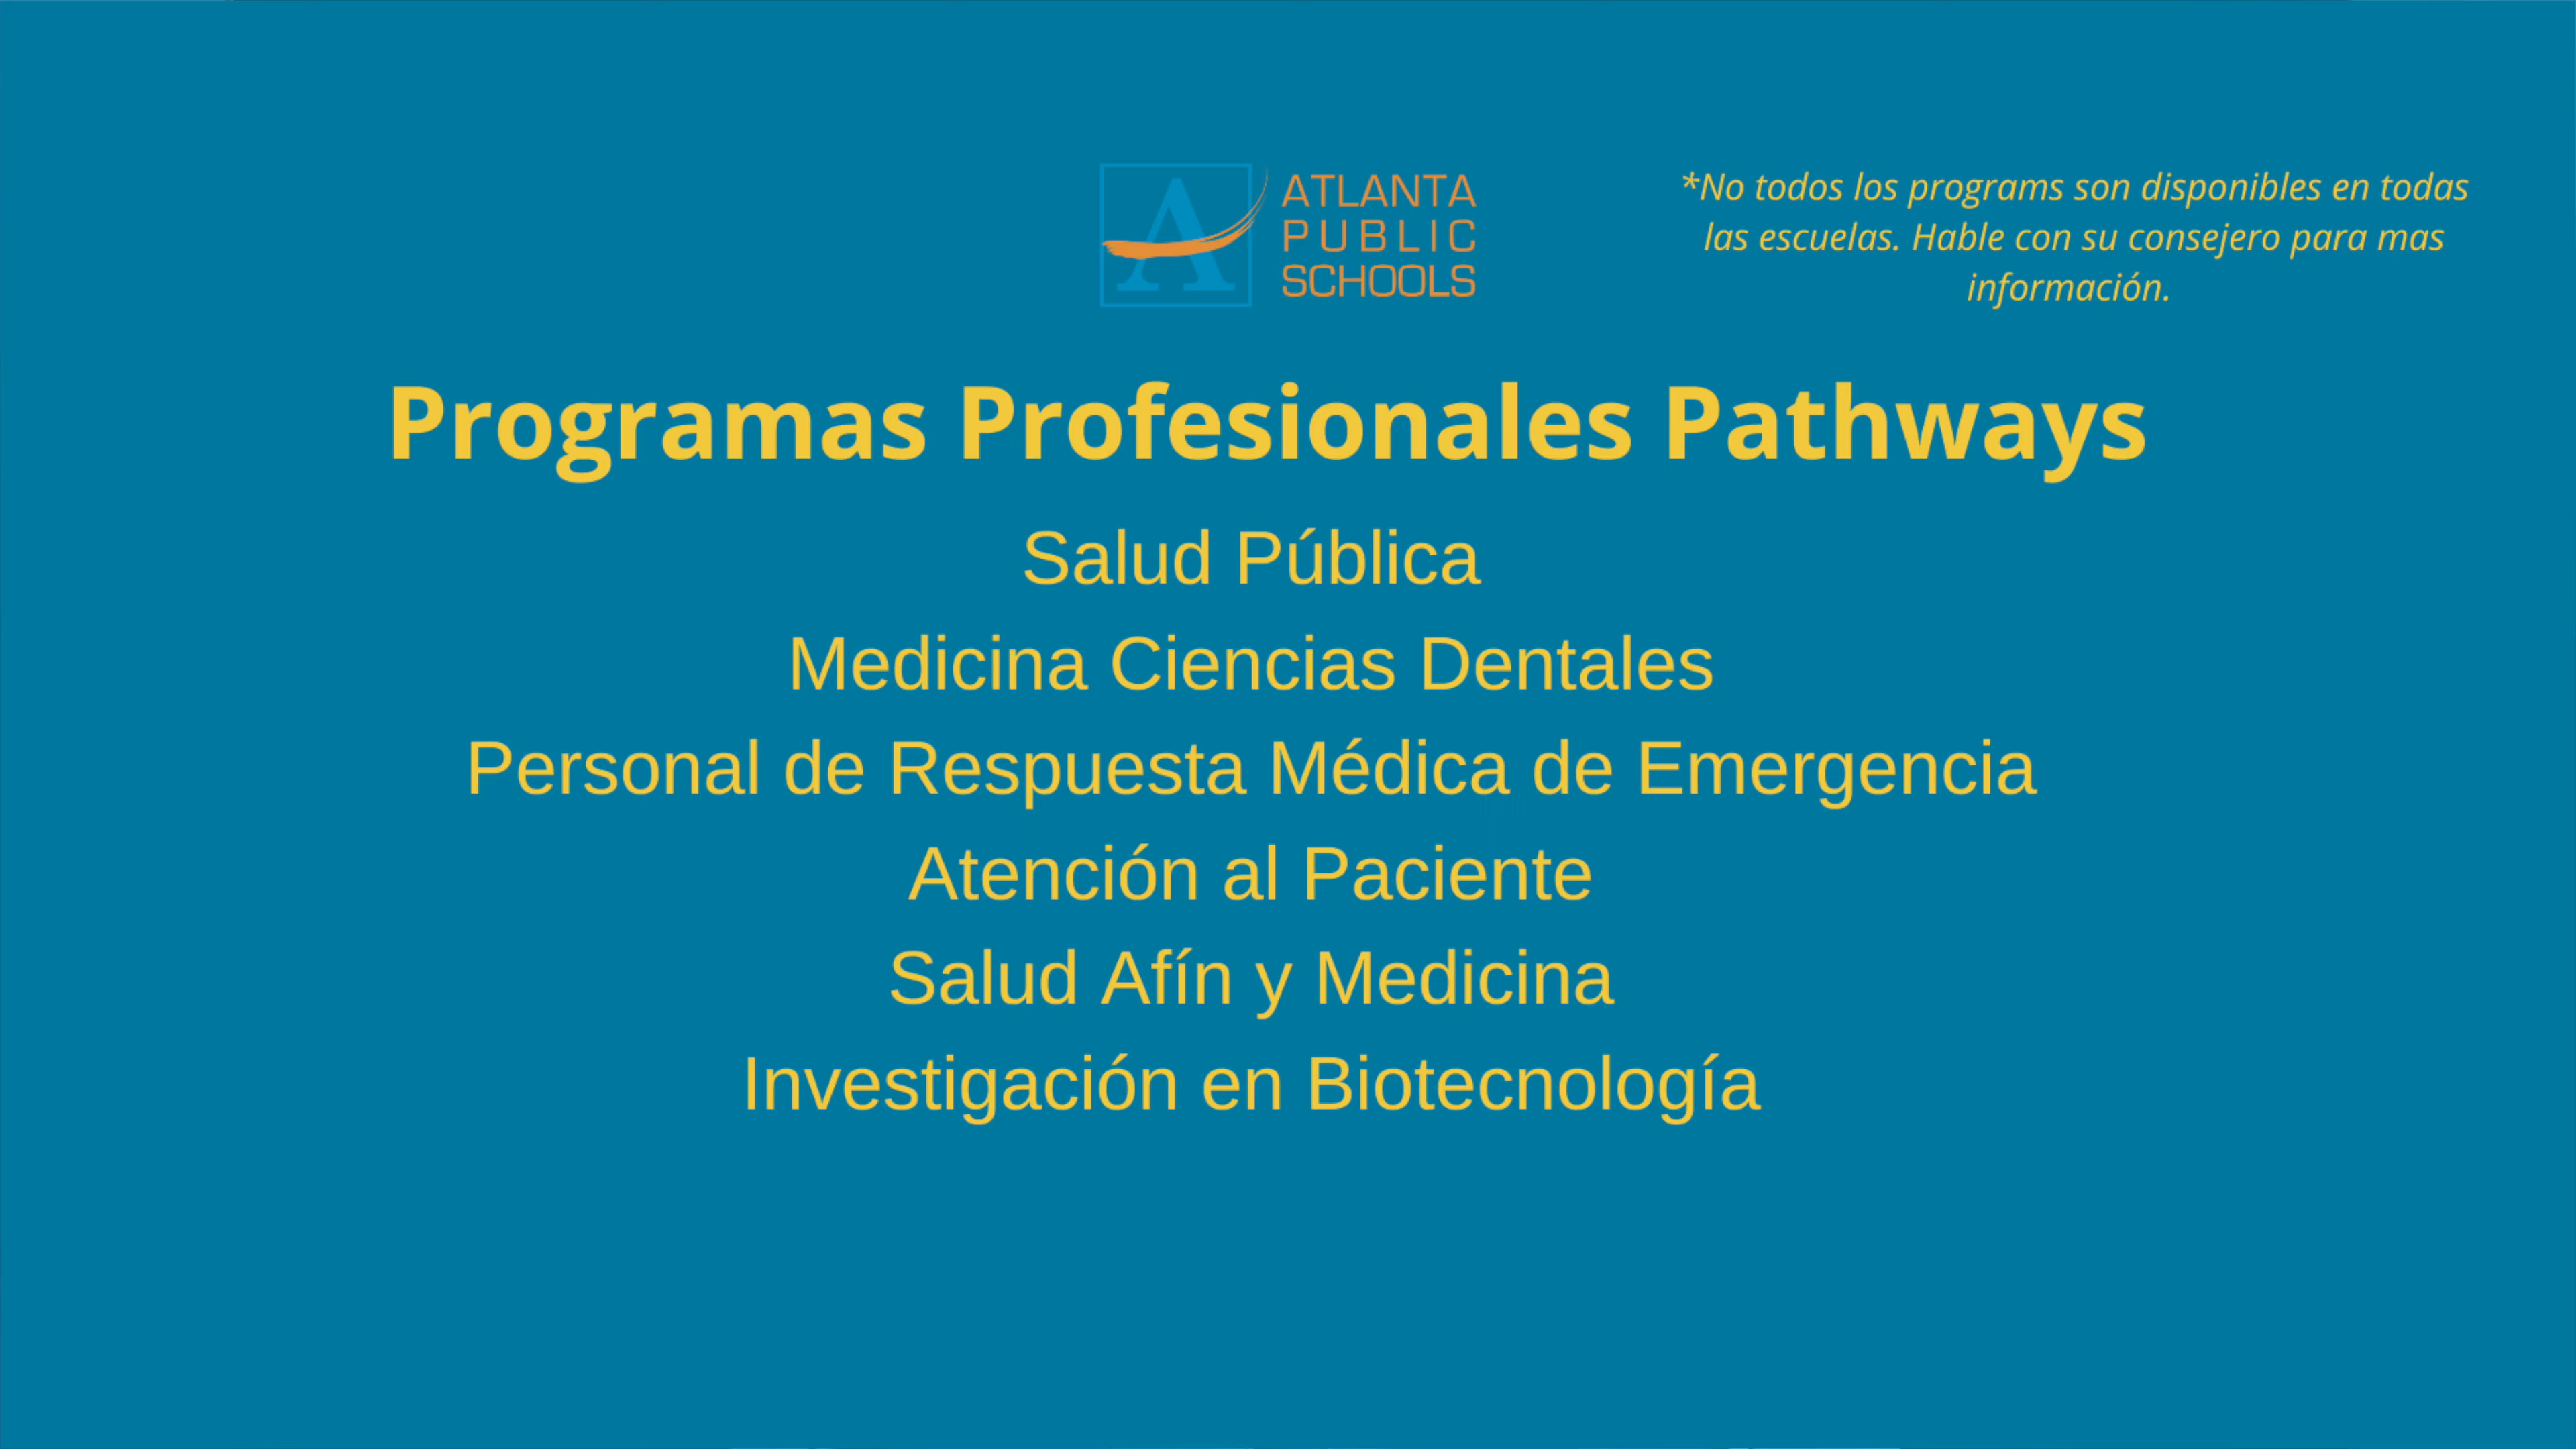 ATLANTA
PUBLIC
SCHOOLS
*No todos los programs son disponibles en todas
las escuelas. Hable con su consejero para mas
información.
Programas Profesionales Pathways
Salud Pública
Medicina Ciencias Dentales
Personal de Respuesta Médica de Emergencia
Atención al Paciente
Salud Afín y Medicina
Investigación en Biotecnología